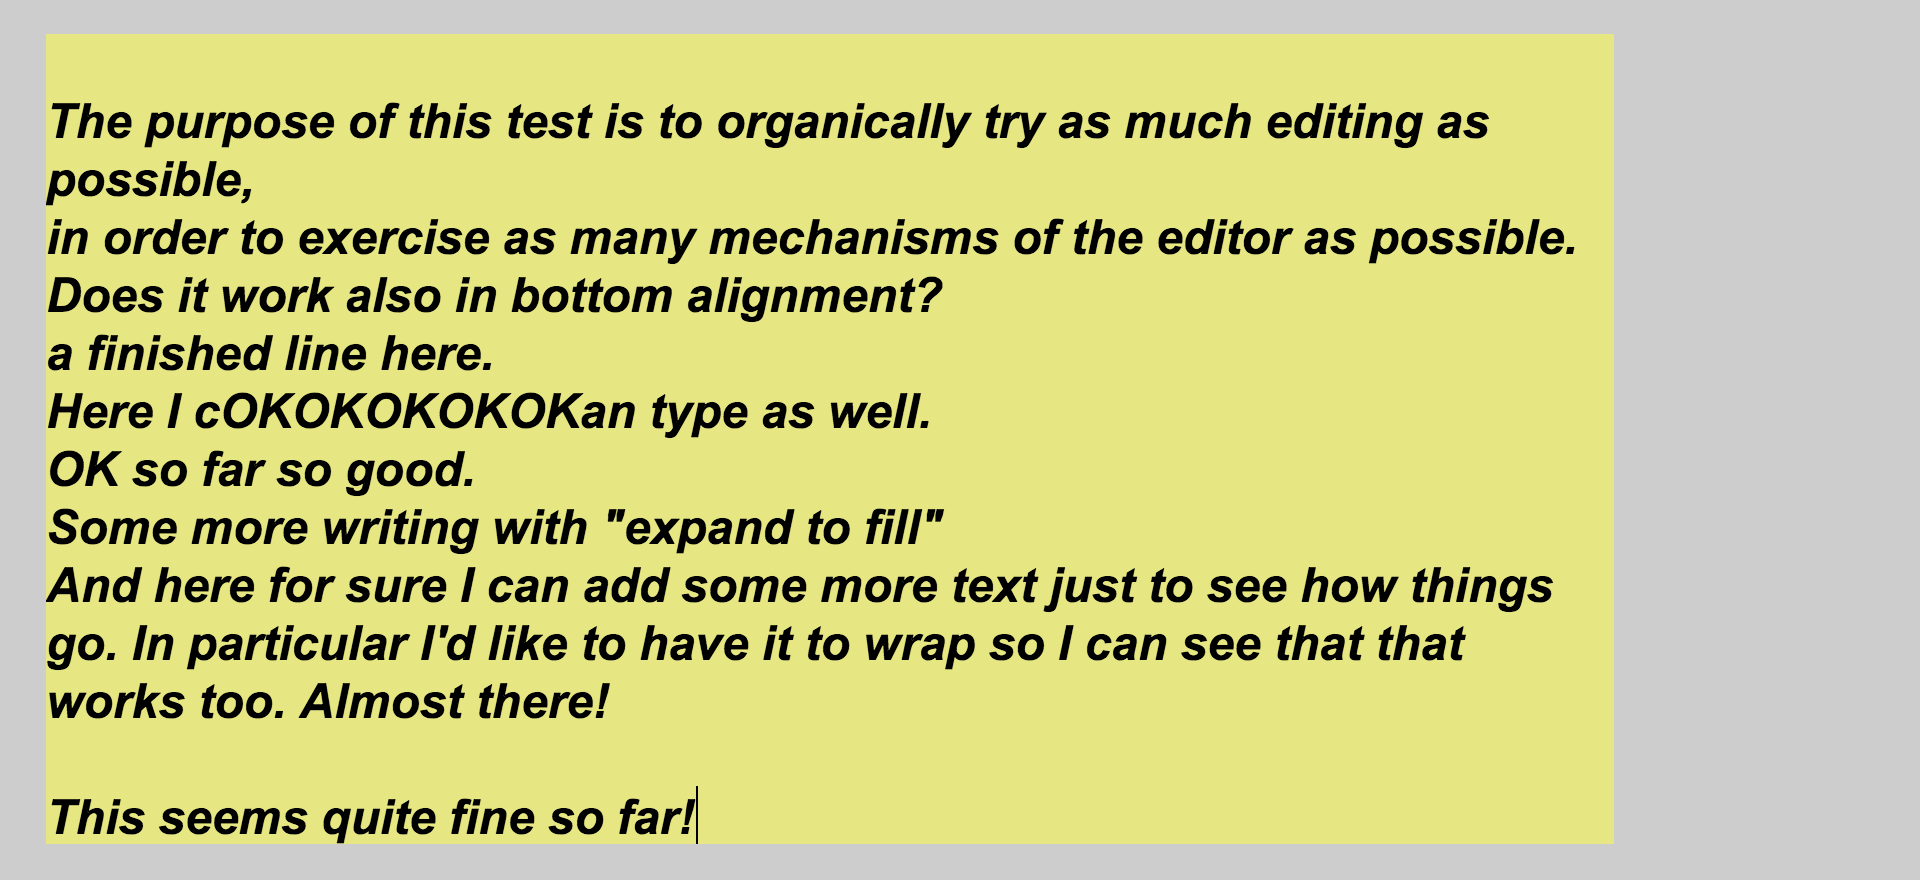 The purpose of this test is to organically try as much editing as
possible,
in order to exercise as many mechanisms of the editor as possible.
Does it work also in bottom alignment?
a finished line here.
Here I cOKOKOKOKOKan type as well.
OK so far so good.
Some more writing with "expand to fill"
And here for sure I can add some more text just to see how things
go. In particular I'd like to have it to wrap so I can see that that
works too. Almost there!

This seems quite fine so far!